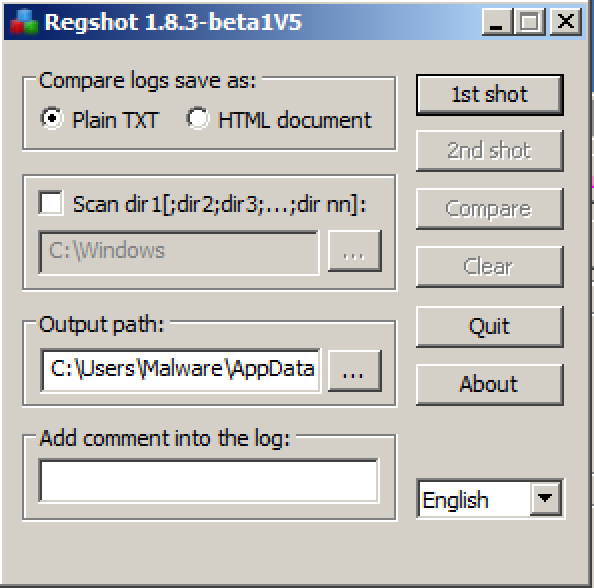 Regshot 1.8.3-beta1V5
Compare logs save as:
Plain TXT HTML document
1st shot
2nd shot
Scan dir1[;dir2;dir3;...;dir nn]:
C:\Windows ...
Compare
Clear
Output path:
C:\Users\Malware\AppData ...
Quit
About
Add comment into the log:
English